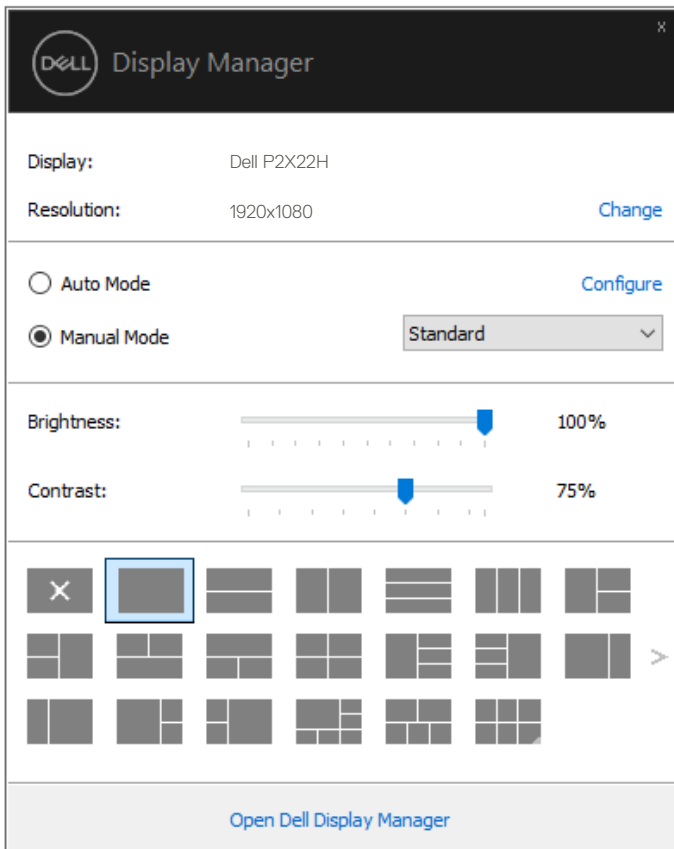 x
DELL Display Manager
Display: Dell P2X22H
Resolution: 1920x1080 Change
Auto Mode Configure
Manual Mode Standard
Brightness: 100%
Contrast: 75%
Open Dell Display Manager